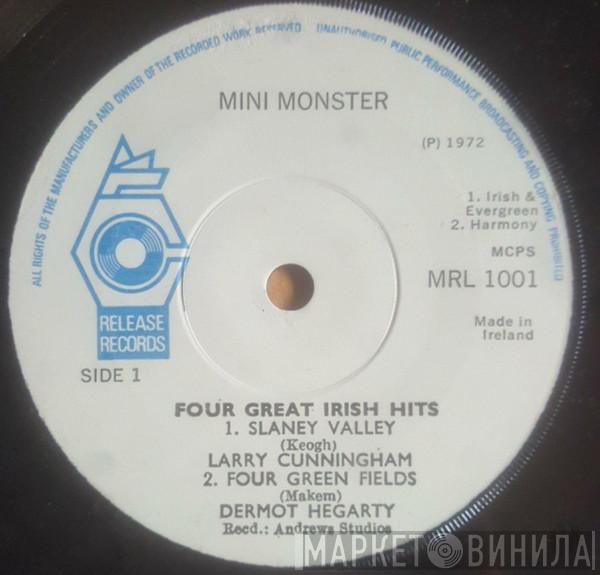 ALL RIGHTS OF THE MANUFACTURERS AND OWNER OF THE RECORDED WORK RESERVED. UNAUTHORISED PUBLIC PERFORMANCE BROADCASTING AND COPYING PROHIBITED
MINI MONSTER
(P) 1972
1. Irish &
Evergreen
2. Harmony
MCPS
MRL 1001
Made in
Ireland
RELEASE
RECORDS
SIDE 1
FOUR GREAT IRISH HITS
1. SLANEY VALLEY
(Keogh)
LARRY CUNNINGHAM
2. FOUR GREEN FIELDS
(Makem)
DERMOT HEGARTY
Recd.: Andrews Studios
МАРКЕТ ВИНИЛА